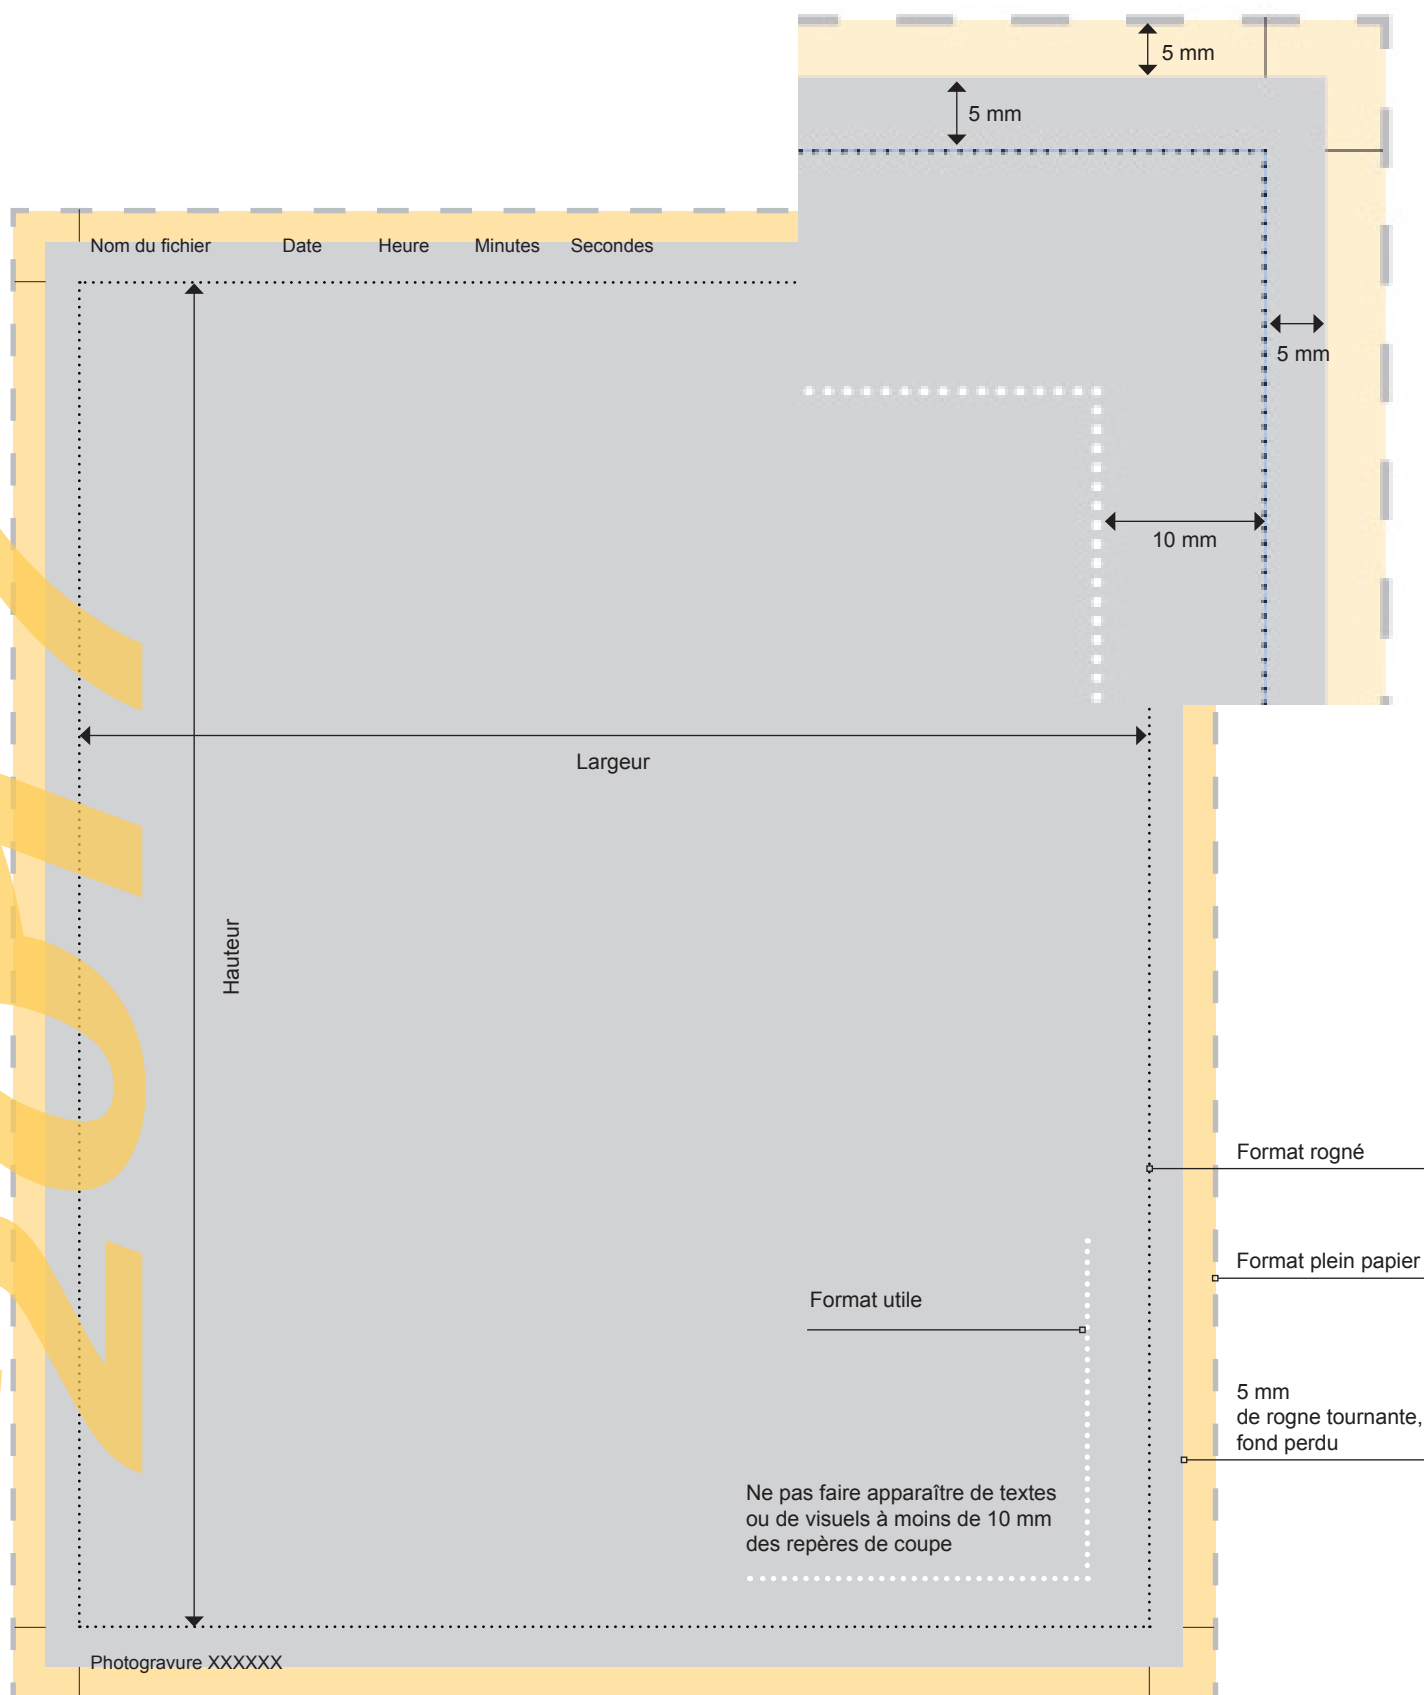 5 mm
5 mm
Nom du fichier Date Heure Minutes Secondes
5 mm
10 mm
Largeur
Hauteur
Format rogné
Format plein papier
Format utile
5 mm
de rogne tournante,
fond perdu
Ne pas faire apparaître de textes
ou de visuels à moins de 10 mm
des repères de coupe
Photogravure XXXXXX